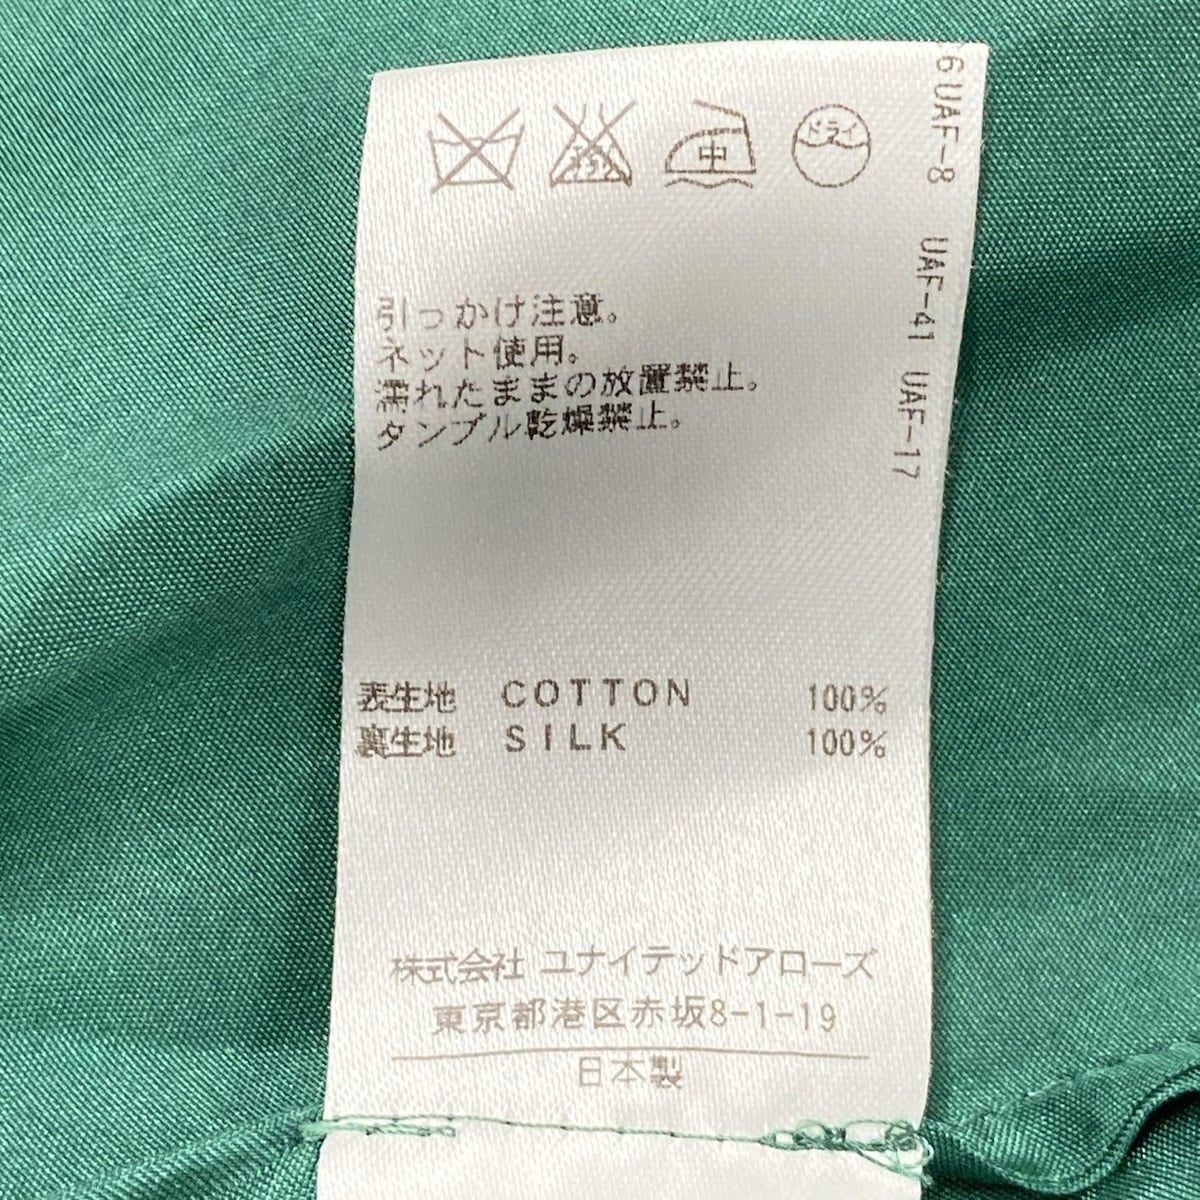 ドライ
中
引っかけ注意。
ネット使用。
濡れたままの放置禁止。
タンブル乾燥禁止。
6UAF-8 UAF-41 UAF-17
表生地 COTTON 100%
裏生地 SILK 100%
株式会社 ユナイテッドアローズ
東京都港区赤坂8-1-19
日本製